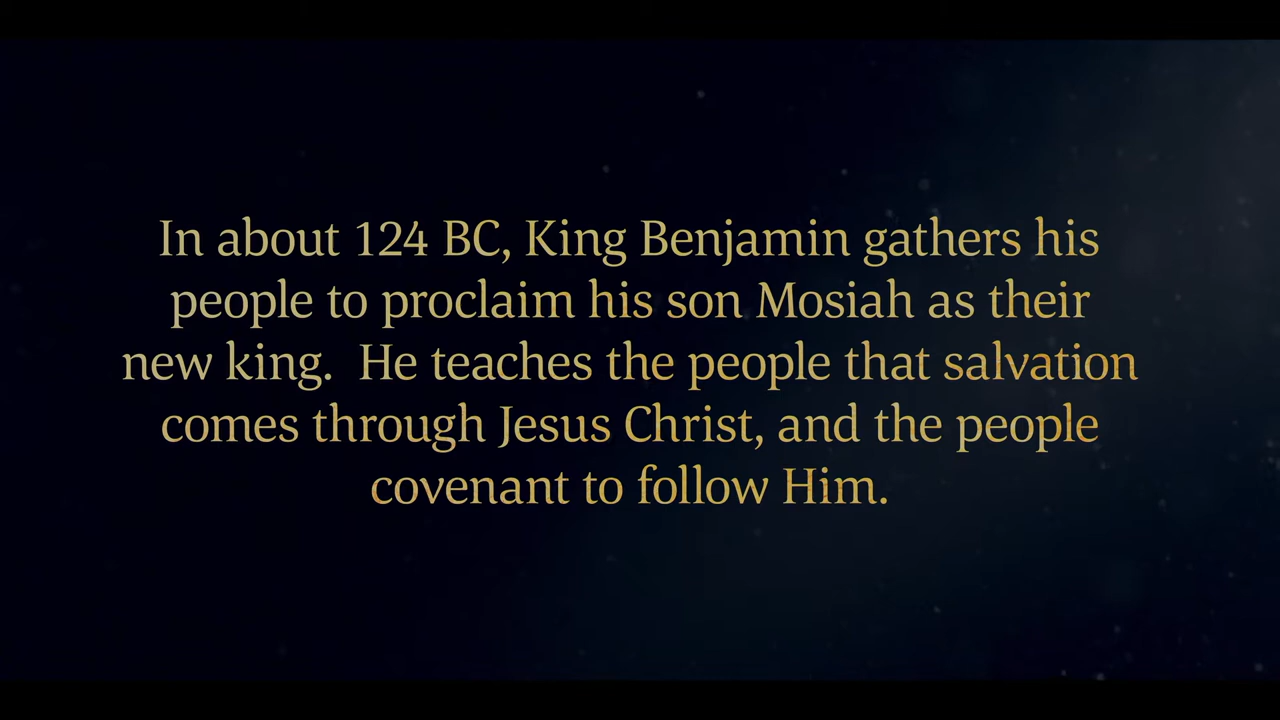 In about 124 BC, King Benjamin gathers his
people to proclaim his son Mosiah as their
new king.  He teaches the people that salvation
comes through Jesus Christ, and the people
covenant to follow Him.